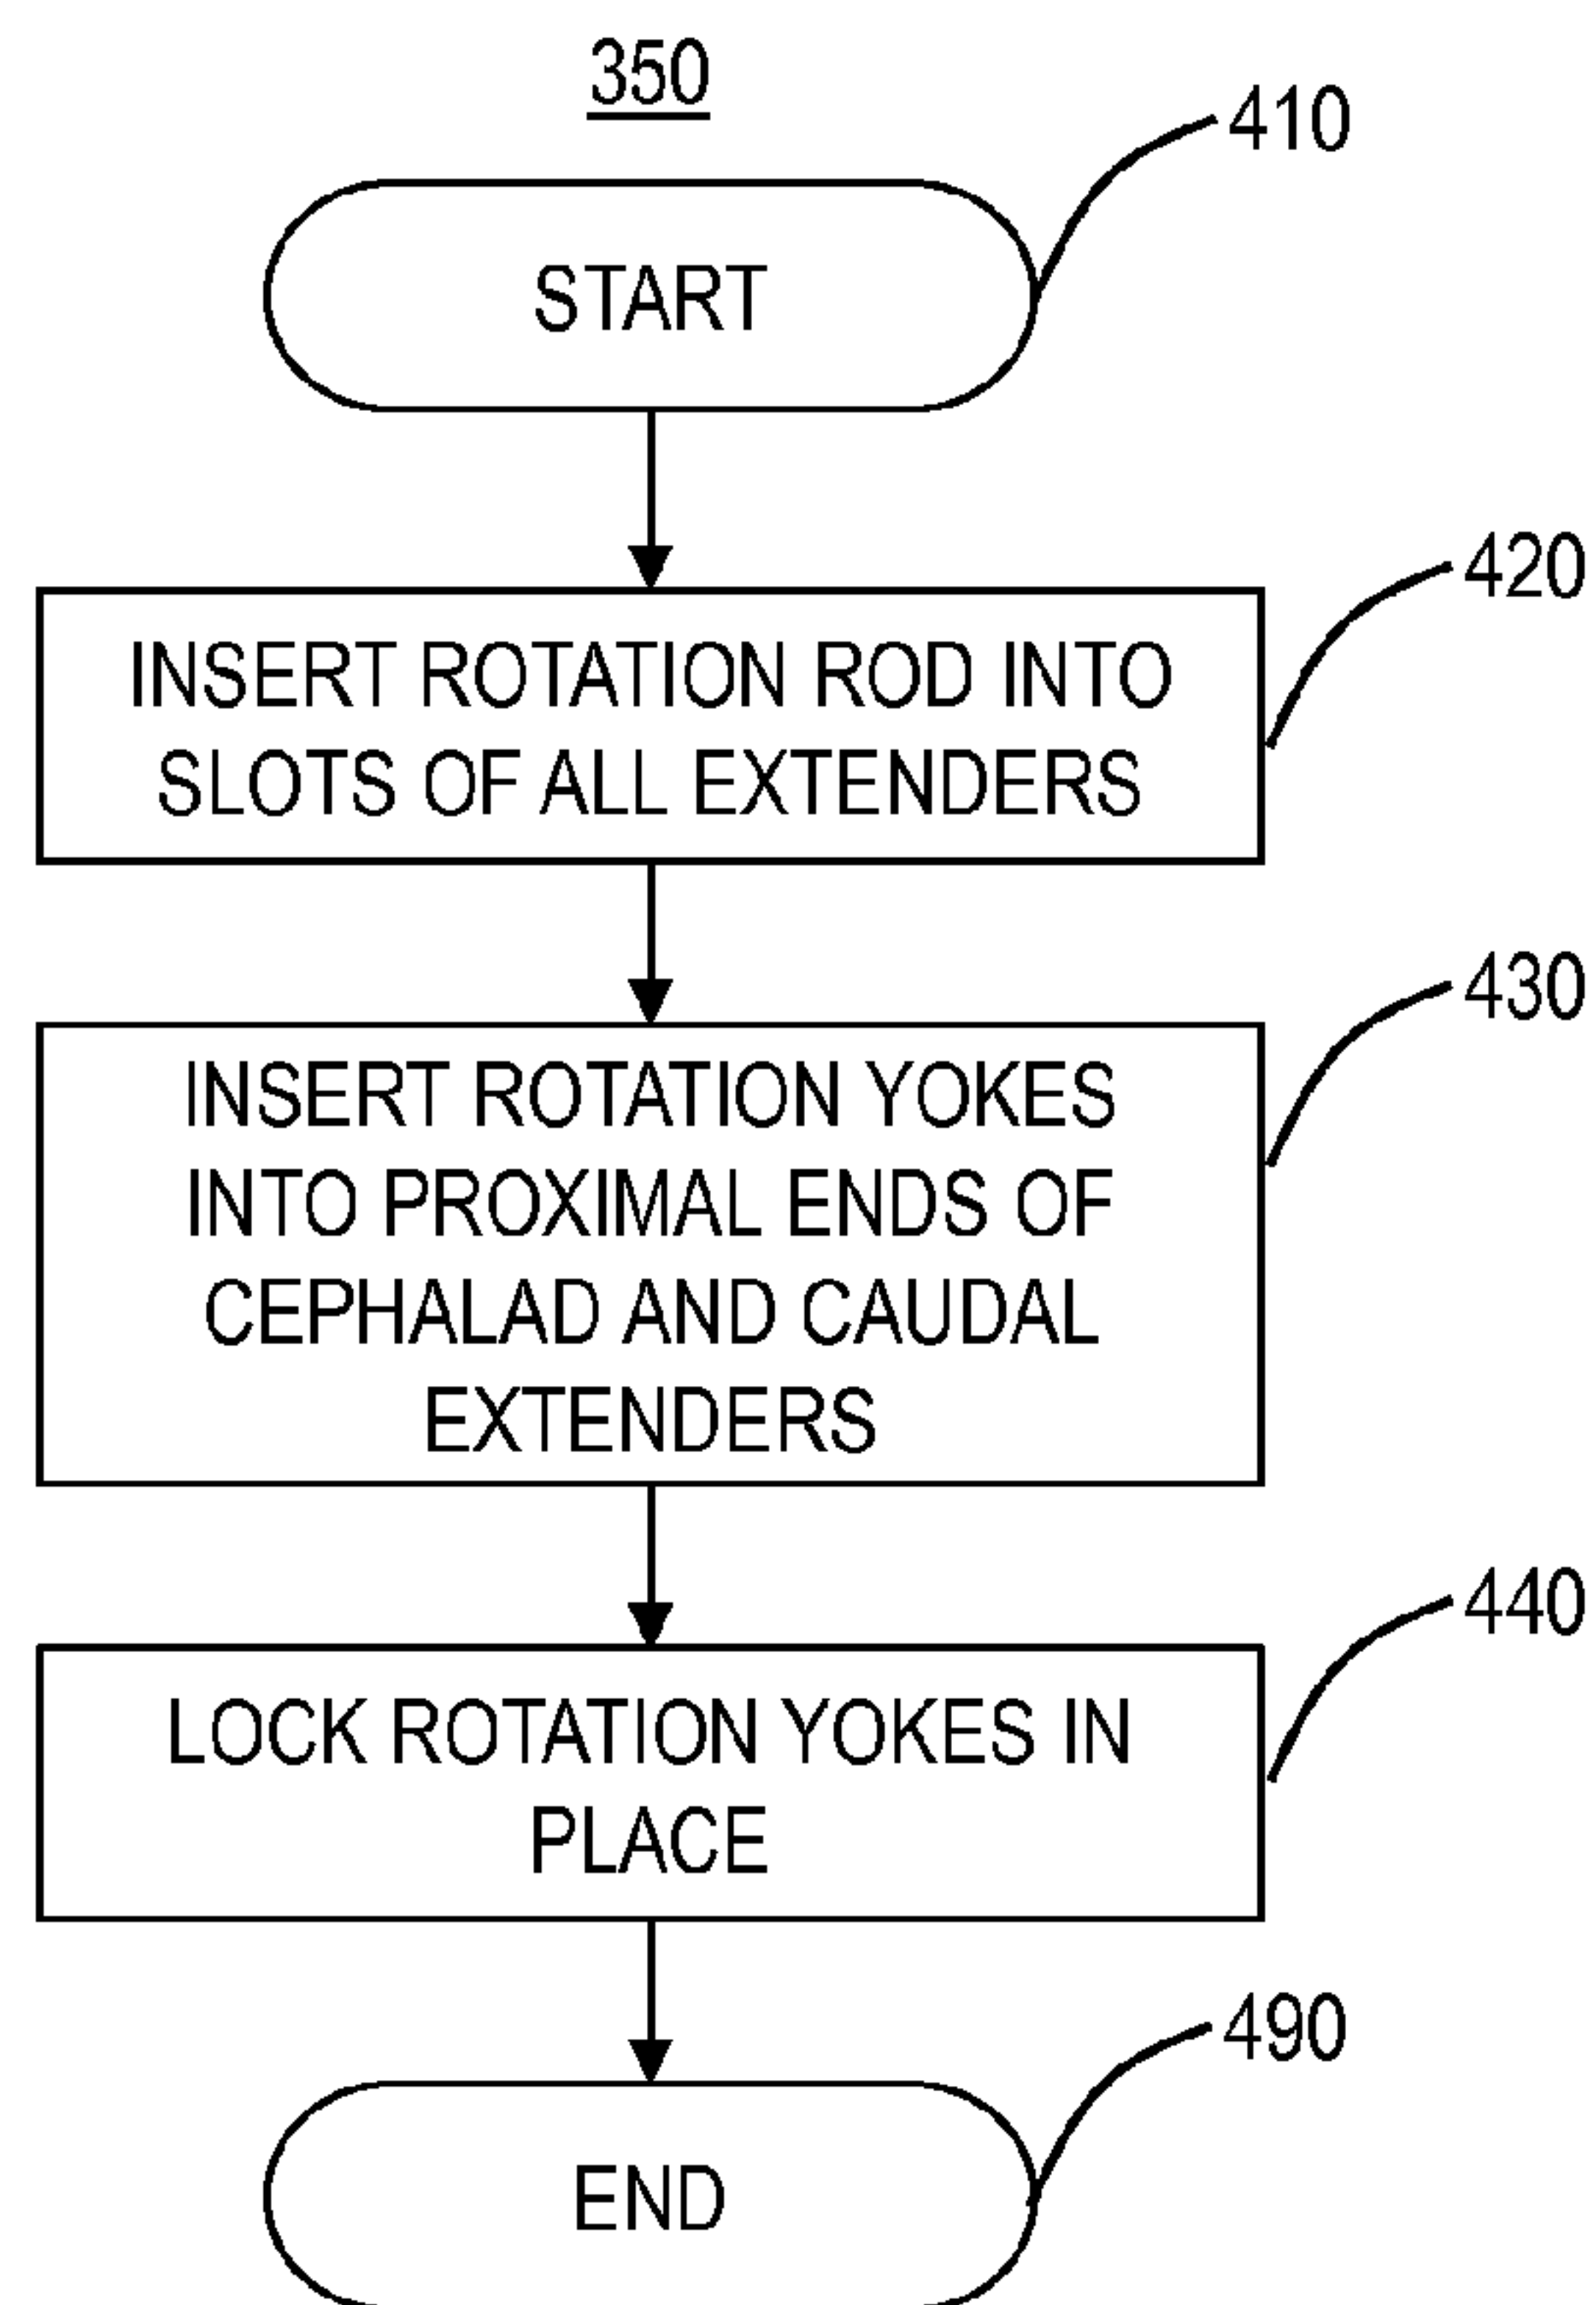 350
410
START
420
INSERT ROTATION ROD INTO
SLOTS OF ALL EXTENDERS
430
INSERT ROTATION YOKES
INTO PROXIMAL ENDS OF
CEPHALAD AND CAUDAL
EXTENDERS
440
LOCK ROTATION YOKES IN
PLACE
490
END